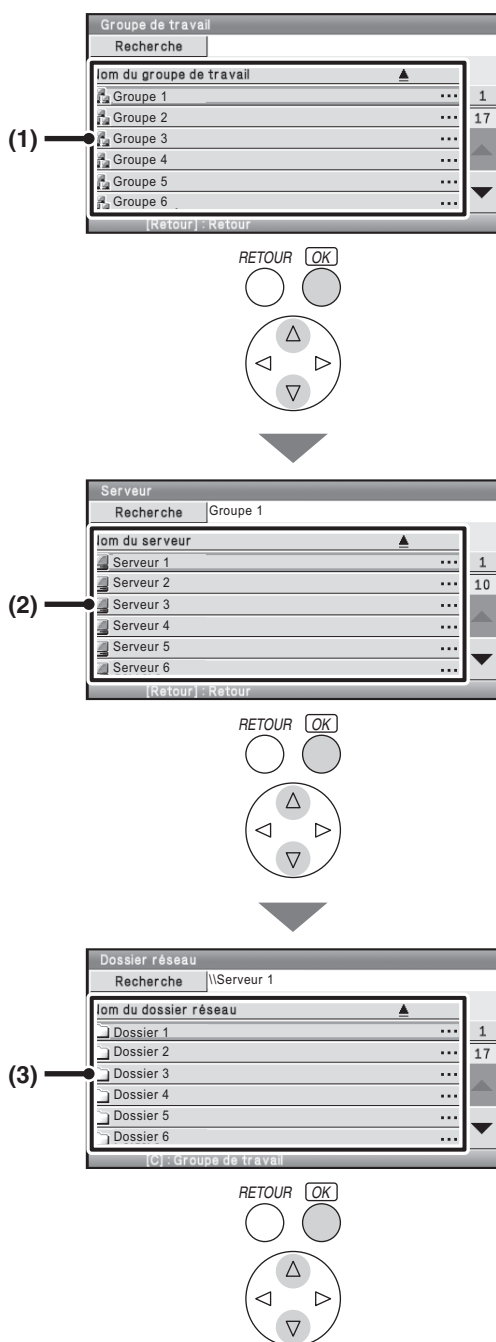 Groupe de travail
Recherche
Nom du groupe de travail
Groupe 1 ... 1
Groupe 2 ... 17
(1) Groupe 3 ...
Groupe 4 ...
Groupe 5 ...
Groupe 6 ...
[Retour] : Retour
RETOUR OK
Serveur
Recherche Groupe 1
Nom du serveur
Serveur 1 ... 1
Serveur 2 ... 10
(2) Serveur 3 ...
Serveur 4 ...
Serveur 5 ...
Serveur 6 ...
[Retour] : Retour
RETOUR OK
Dossier réseau
Recherche \\Serveur 1
Nom du dossier réseau
Dossier 1 ... 1
Dossier 2 ... 17
(3) Dossier 3 ...
Dossier 4 ...
Dossier 5 ...
Dossier 6 ...
[C] : Groupe de travail
RETOUR OK